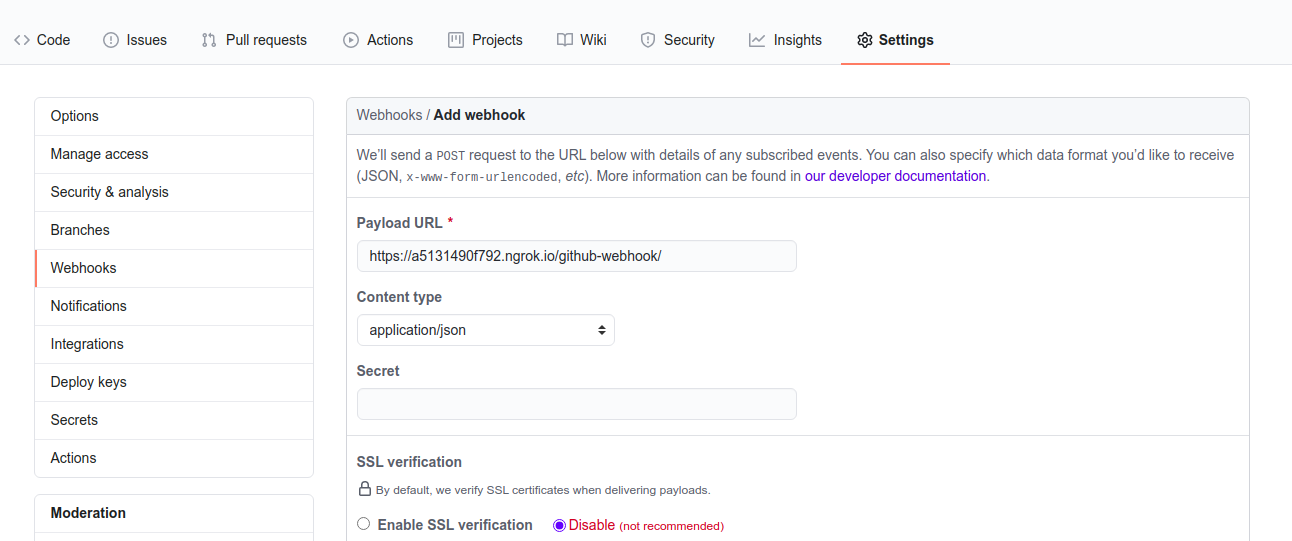 Code Issues Pull requests Actions Projects Wiki Security Insights Settings
Options
Manage access
Security & analysis
Branches
Webhooks
Notifications
Integrations
Deploy keys
Secrets
Actions
Moderation
Webhooks / Add webhook
We’ll send a POST request to the URL below with details of any subscribed events. You can also specify which data format you’d like to receive
(JSON, x-www-form-urlencoded, etc). More information can be found in our developer documentation.
Payload URL *
https://a5131490f792.ngrok.io/github-webhook/
Content type
application/json
Secret
SSL verification
By default, we verify SSL certificates when delivering payloads.
Enable SSL verification Disable (not recommended)